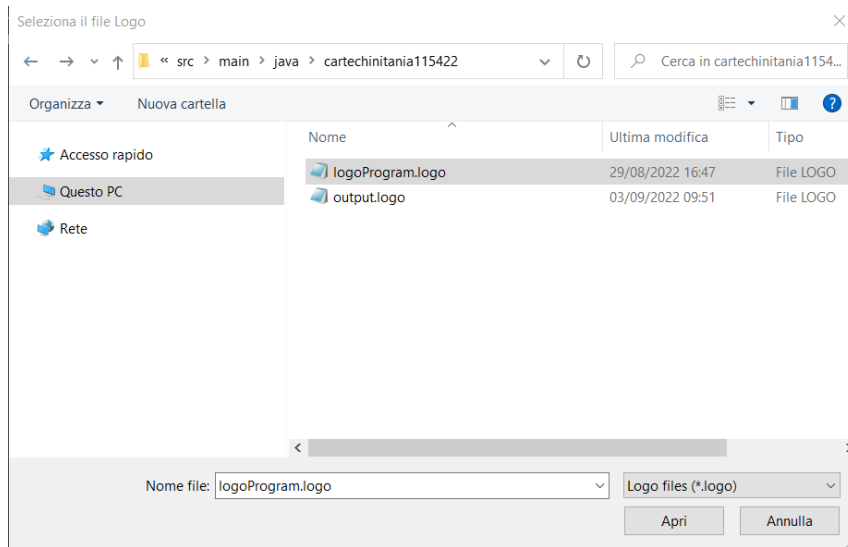 Seleziona il file Logo
« src > main > java > cartechinitania115422
Cerca in cartechinitania1154...
Organizza
Nuova cartella
Nome
Ultima modifica
Tipo
Accesso rapido
Questo PC
Rete
logoProgram.logo 29/08/2022 16:47 File LOGO
output.logo 03/09/2022 09:51 File LOGO
Nome file: logoProgram.logo
Logo files (*.logo)
Apri
Annulla